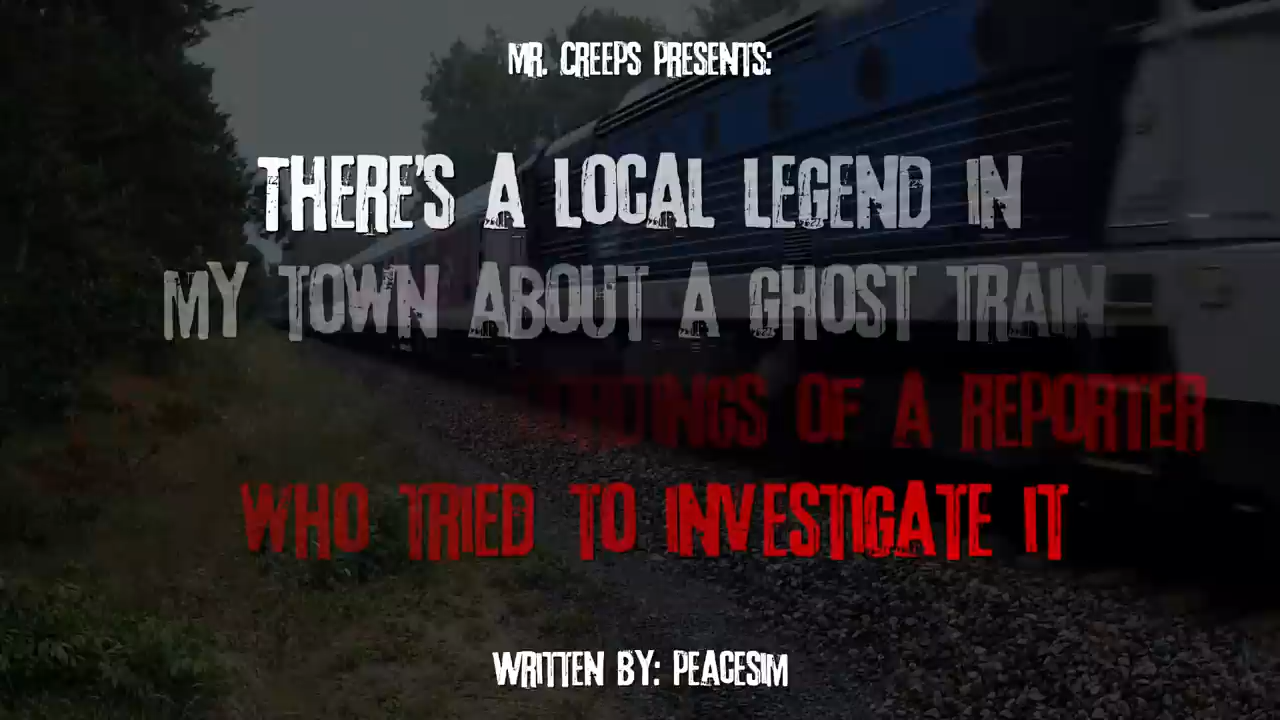 MR. CREEPS PRESENTS:
THERE'S A LOCAL LEGEND IN
MY TOWN ABOUT A GHOST TRAIN
OF A REPORTER
WHO TRIED TO INVESTIGATE IT
WRITTEN BY: PEACESIM